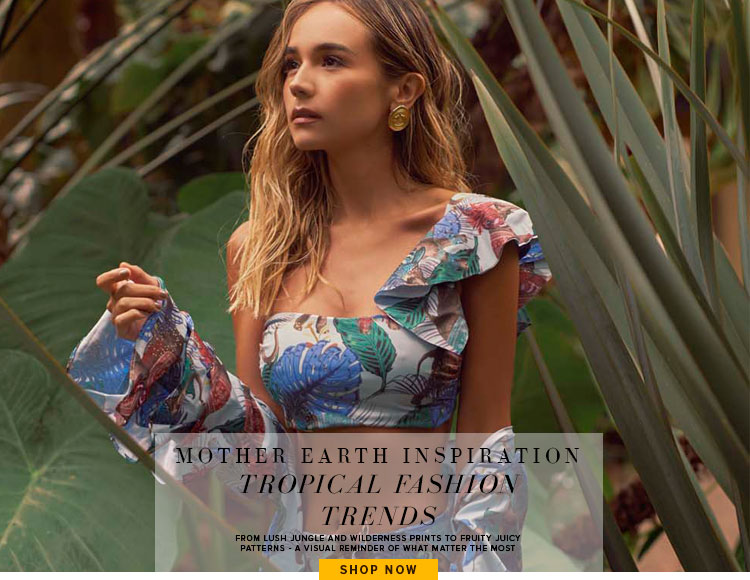 MOTHER EARTH INSPIRATION
TROPICAL FASHION
TRENDS
FROM LUSH JUNGLE AND WILDERNESS PRINTS TO FRUITY JUICY
PATTERNS - A VISUAL REMINDER OF WHAT MATTER THE MOST
SHOP NOW